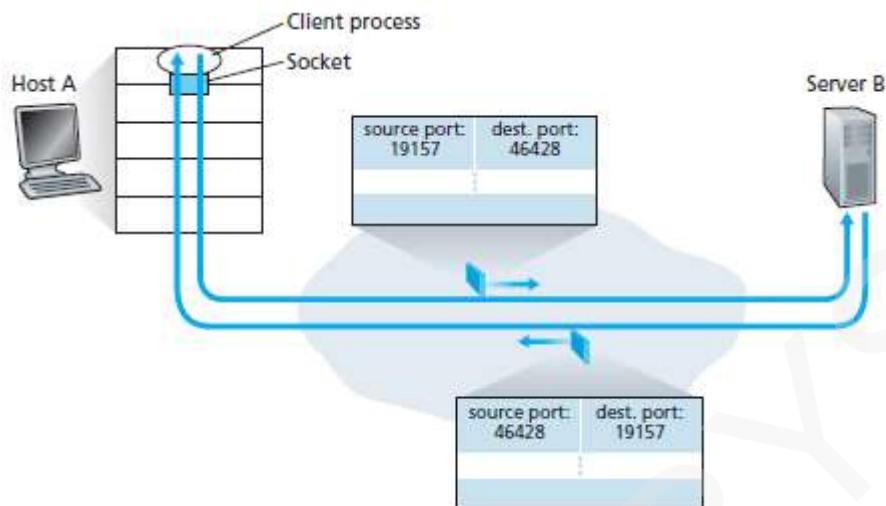 Client process
Socket
Host A
Server B
source port: dest. port:
19157 46428
source port: dest. port:
46428 19157